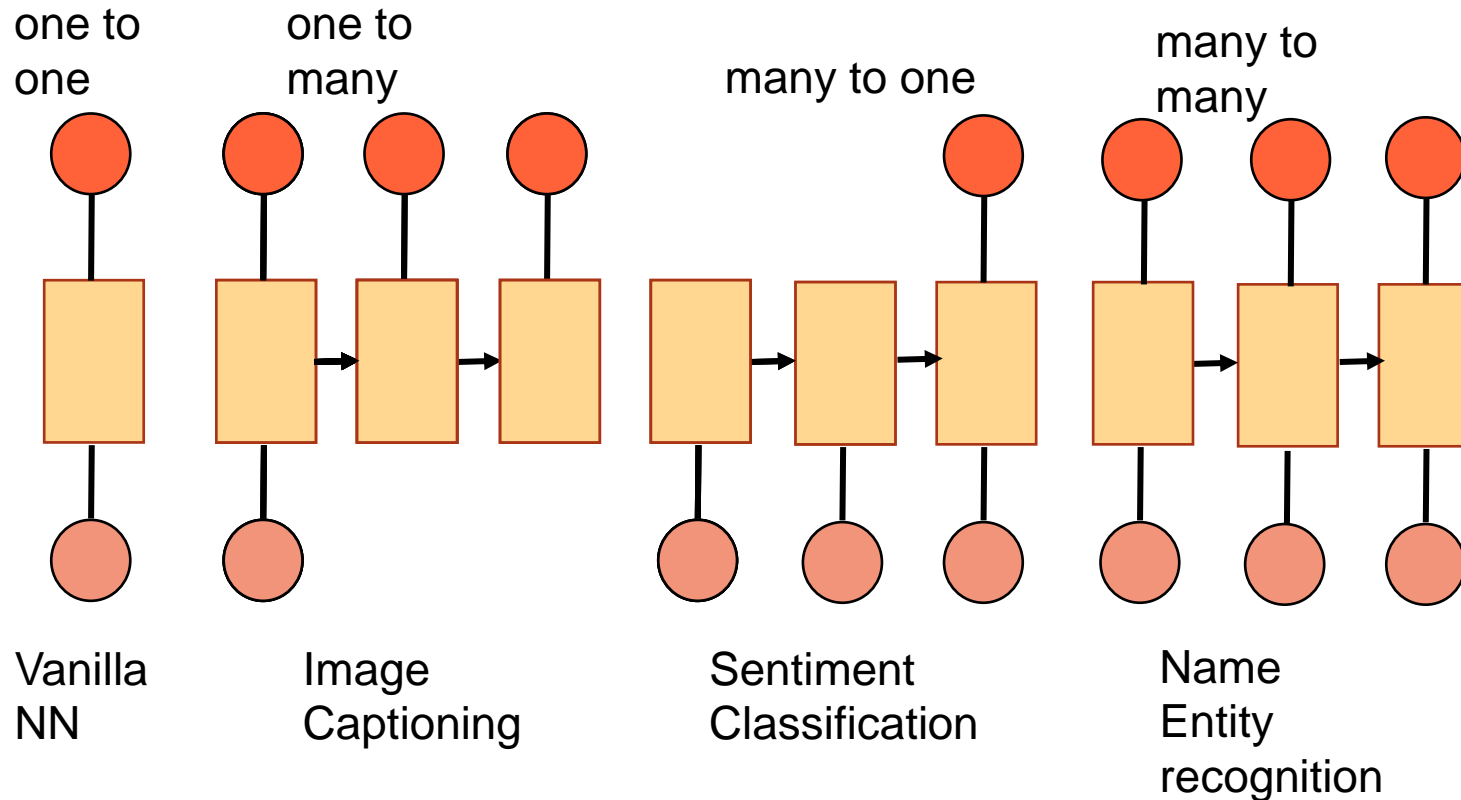 one to
one
one to
many
many to one
many to
many
Vanilla
NN
Image
Captioning
Sentiment
Classification
Name
Entity
recognition